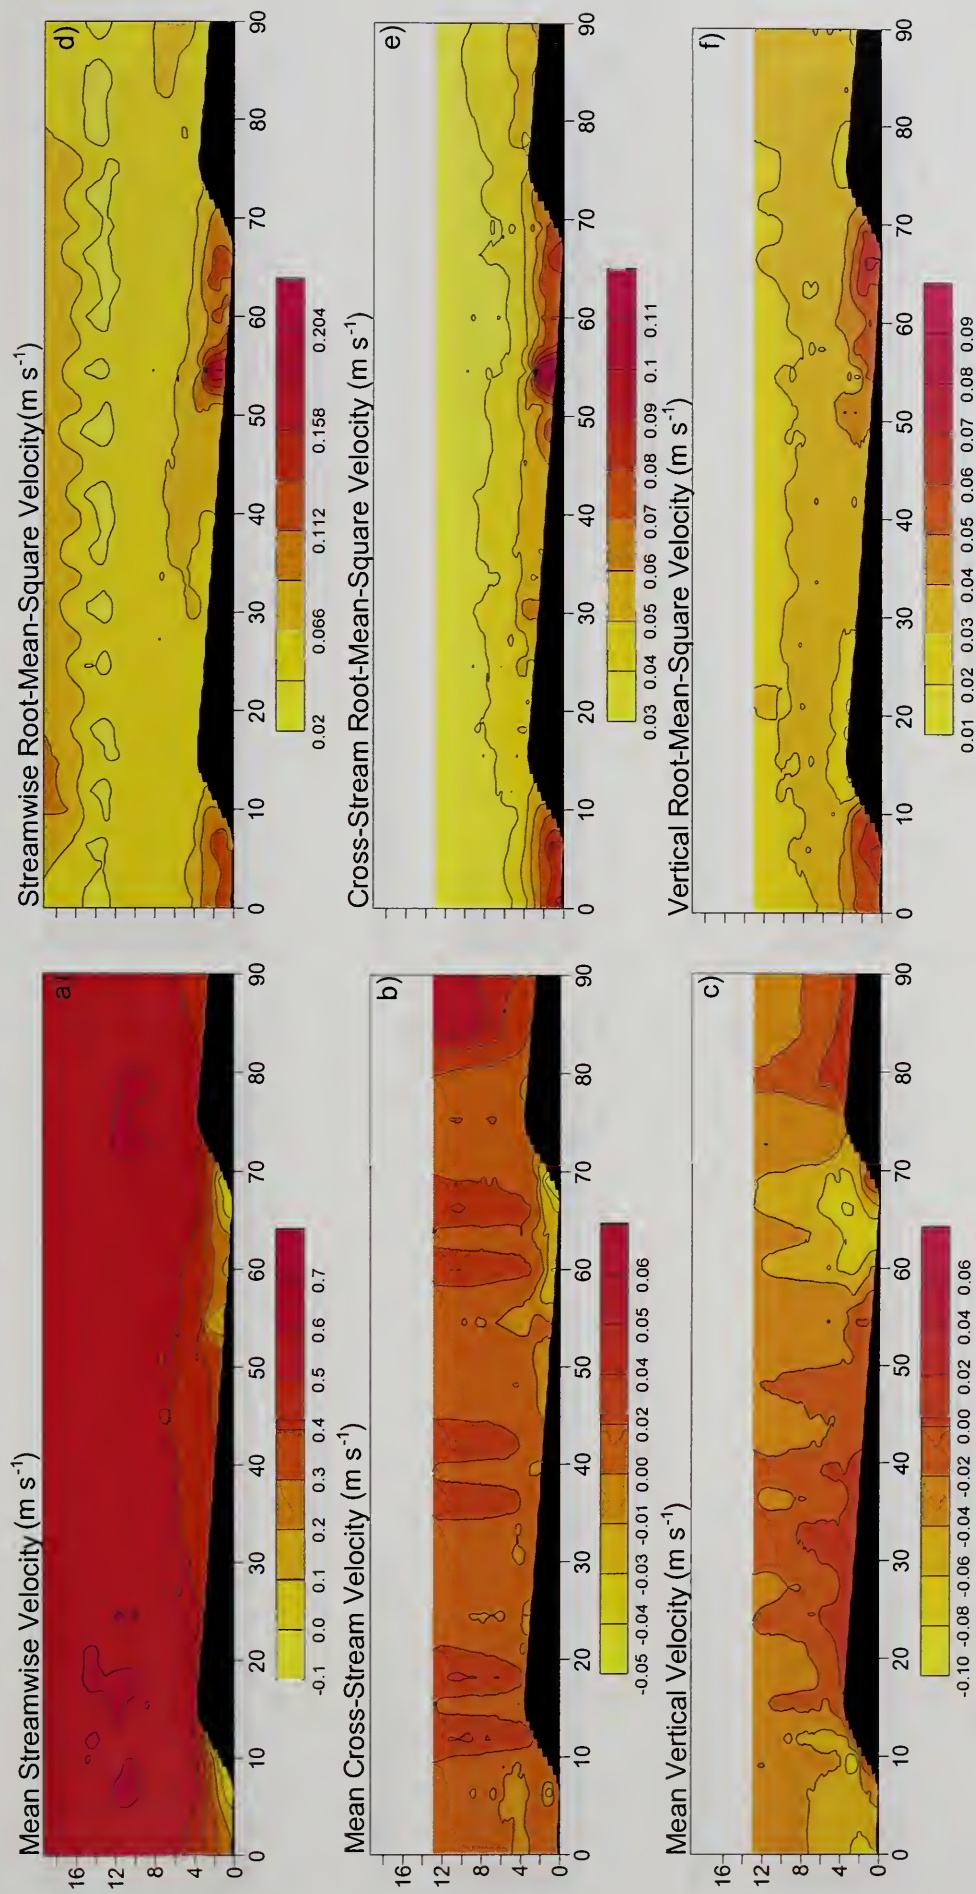 Mean Streamwise Velocity (m s⁻¹)
a)
16
12
8
4
0
0 10 20 30 40 50 60 70 80 90
-0.1 0.0 0.1 0.2 0.3 0.4 0.5 0.6 0.7
Mean Cross-Stream Velocity (m s⁻¹)
b)
16
12
8
4
0
0 10 20 30 40 50 60 70 80 90
-0.05 -0.04 -0.03 -0.01 0.00 0.02 0.04 0.05 0.06
Mean Vertical Velocity (m s⁻¹)
c)
16
12
8
4
0
0 10 20 30 40 50 60 70 80 90
-0.10 -0.08 -0.06 -0.04 -0.02 0.00 0.02 0.04 0.06
Streamwise Root-Mean-Square Velocity(m s⁻¹)
d)
0 10 20 30 40 50 60 70 80 90
0.02 0.066 0.112 0.158 0.204
Cross-Stream Root-Mean-Square Velocity (m s⁻¹)
e)
0 10 20 30 40 50 60 70 80 90
0.03 0.04 0.05 0.06 0.07 0.08 0.09 0.1 0.11
Vertical Root-Mean-Square Velocity (m s⁻¹)
f)
0 10 20 30 40 50 60 70 80 90
0.01 0.02 0.03 0.04 0.05 0.06 0.07 0.08 0.09